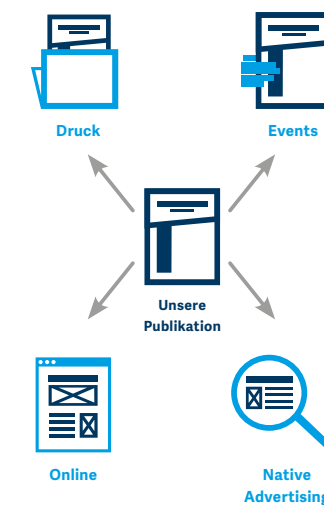 Druck
Events
Unsere
Publikation
Online
Native
Advertising